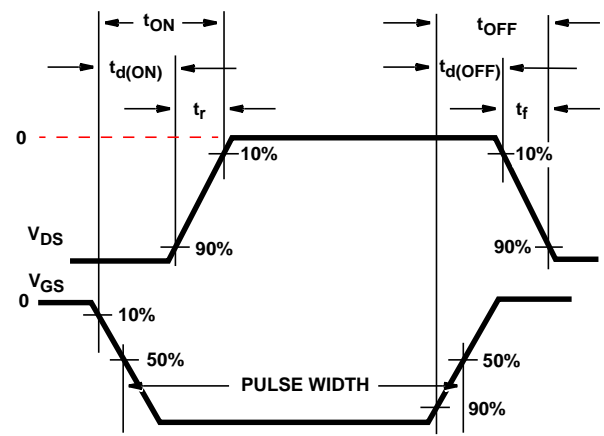 tON
tOFF
td(ON)
td(OFF)
tr
tf
0
10%
10%
VDS
90%
90%
VGS
0
10%
50%
50%
PULSE WIDTH
90%